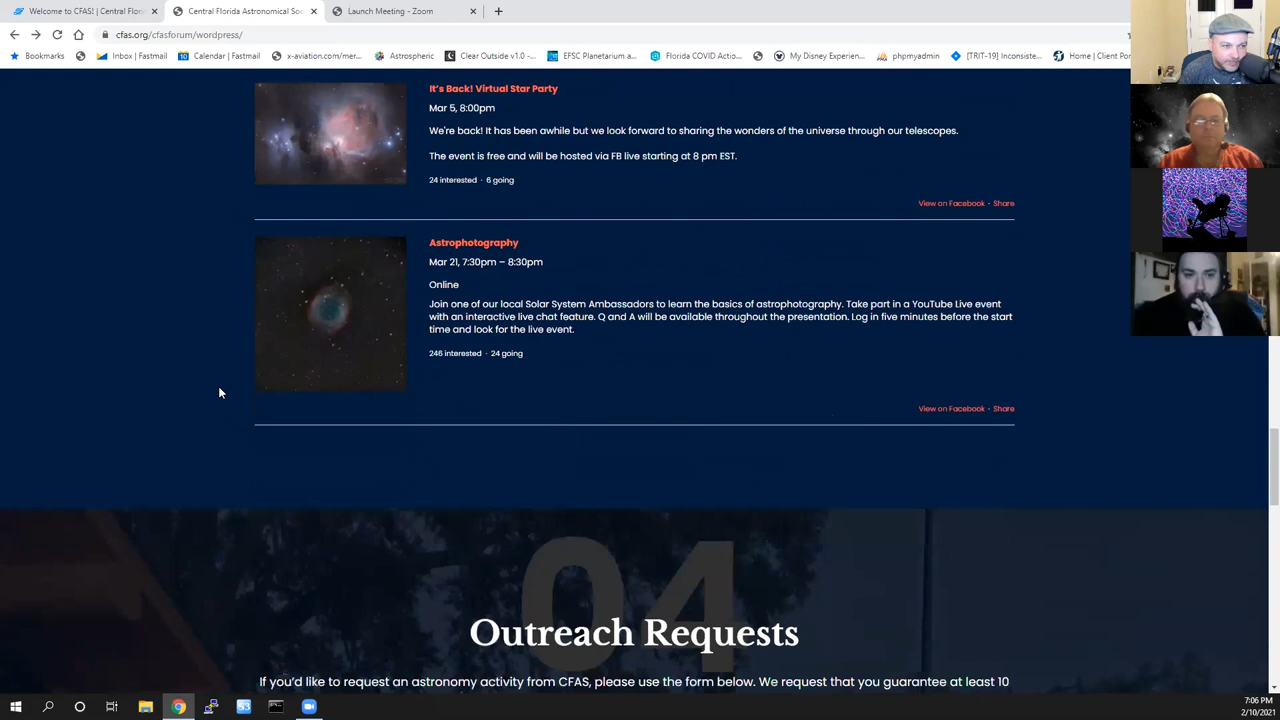 Welcome to CFAS! | Central Flor
Central Florida Astronomical Soc
Launch Meeting - Zoom
cfas.org/cfasforum/wordpress/
Bookmarks
Inbox | Fastmail
Calendar | Fastmail
x-aviation.com/mer...
Astrospheric
Clear Outside v1.0 -...
EFSC Planetarium a...
Florida COVID Actio...
My Disney Experien...
phpmyadmin
[TRIT-19] Inconsiste...
Home | Client Por
It's Back! Virtual Star Party
Mar 5, 8:00pm
We're back! It has been awhile but we look forward to sharing the wonders of the universe through our telescopes.
The event is free and will be hosted via FB live starting at 8 pm EST.
24 interested · 6 going
View on Facebook · Share
Astrophotography
Mar 21, 7:30pm – 8:30pm
Online
Join one of our local Solar System Ambassadors to learn the basics of astrophotography. Take part in a YouTube Live event
with an interactive live chat feature. Q and A will be available throughout the presentation. Log in five minutes before the start
time and look for the live event.
246 interested · 24 going
View on Facebook · Share
04
Outreach Requests
If you'd like to request an astronomy activity from CFAS, please use the form below. We request that you guarantee at least 10
7:06 PM
2/10/2021